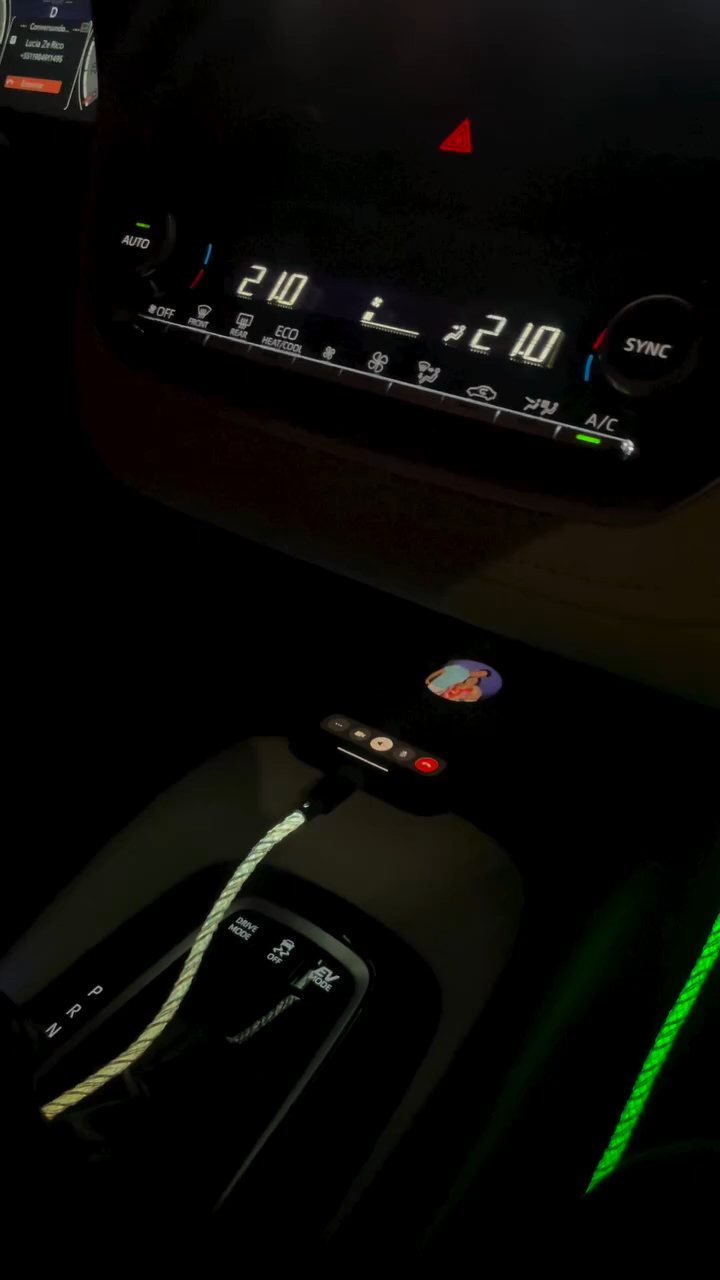 D
Conversando...
Lucia Ze Rico
AUTO
21.0
21.0
OFF
FRONT
REAR
ECO
HEAT/COOL
A/C
SYNC
DRIVE
MODE
OFF
EV
MODE
P
R
N